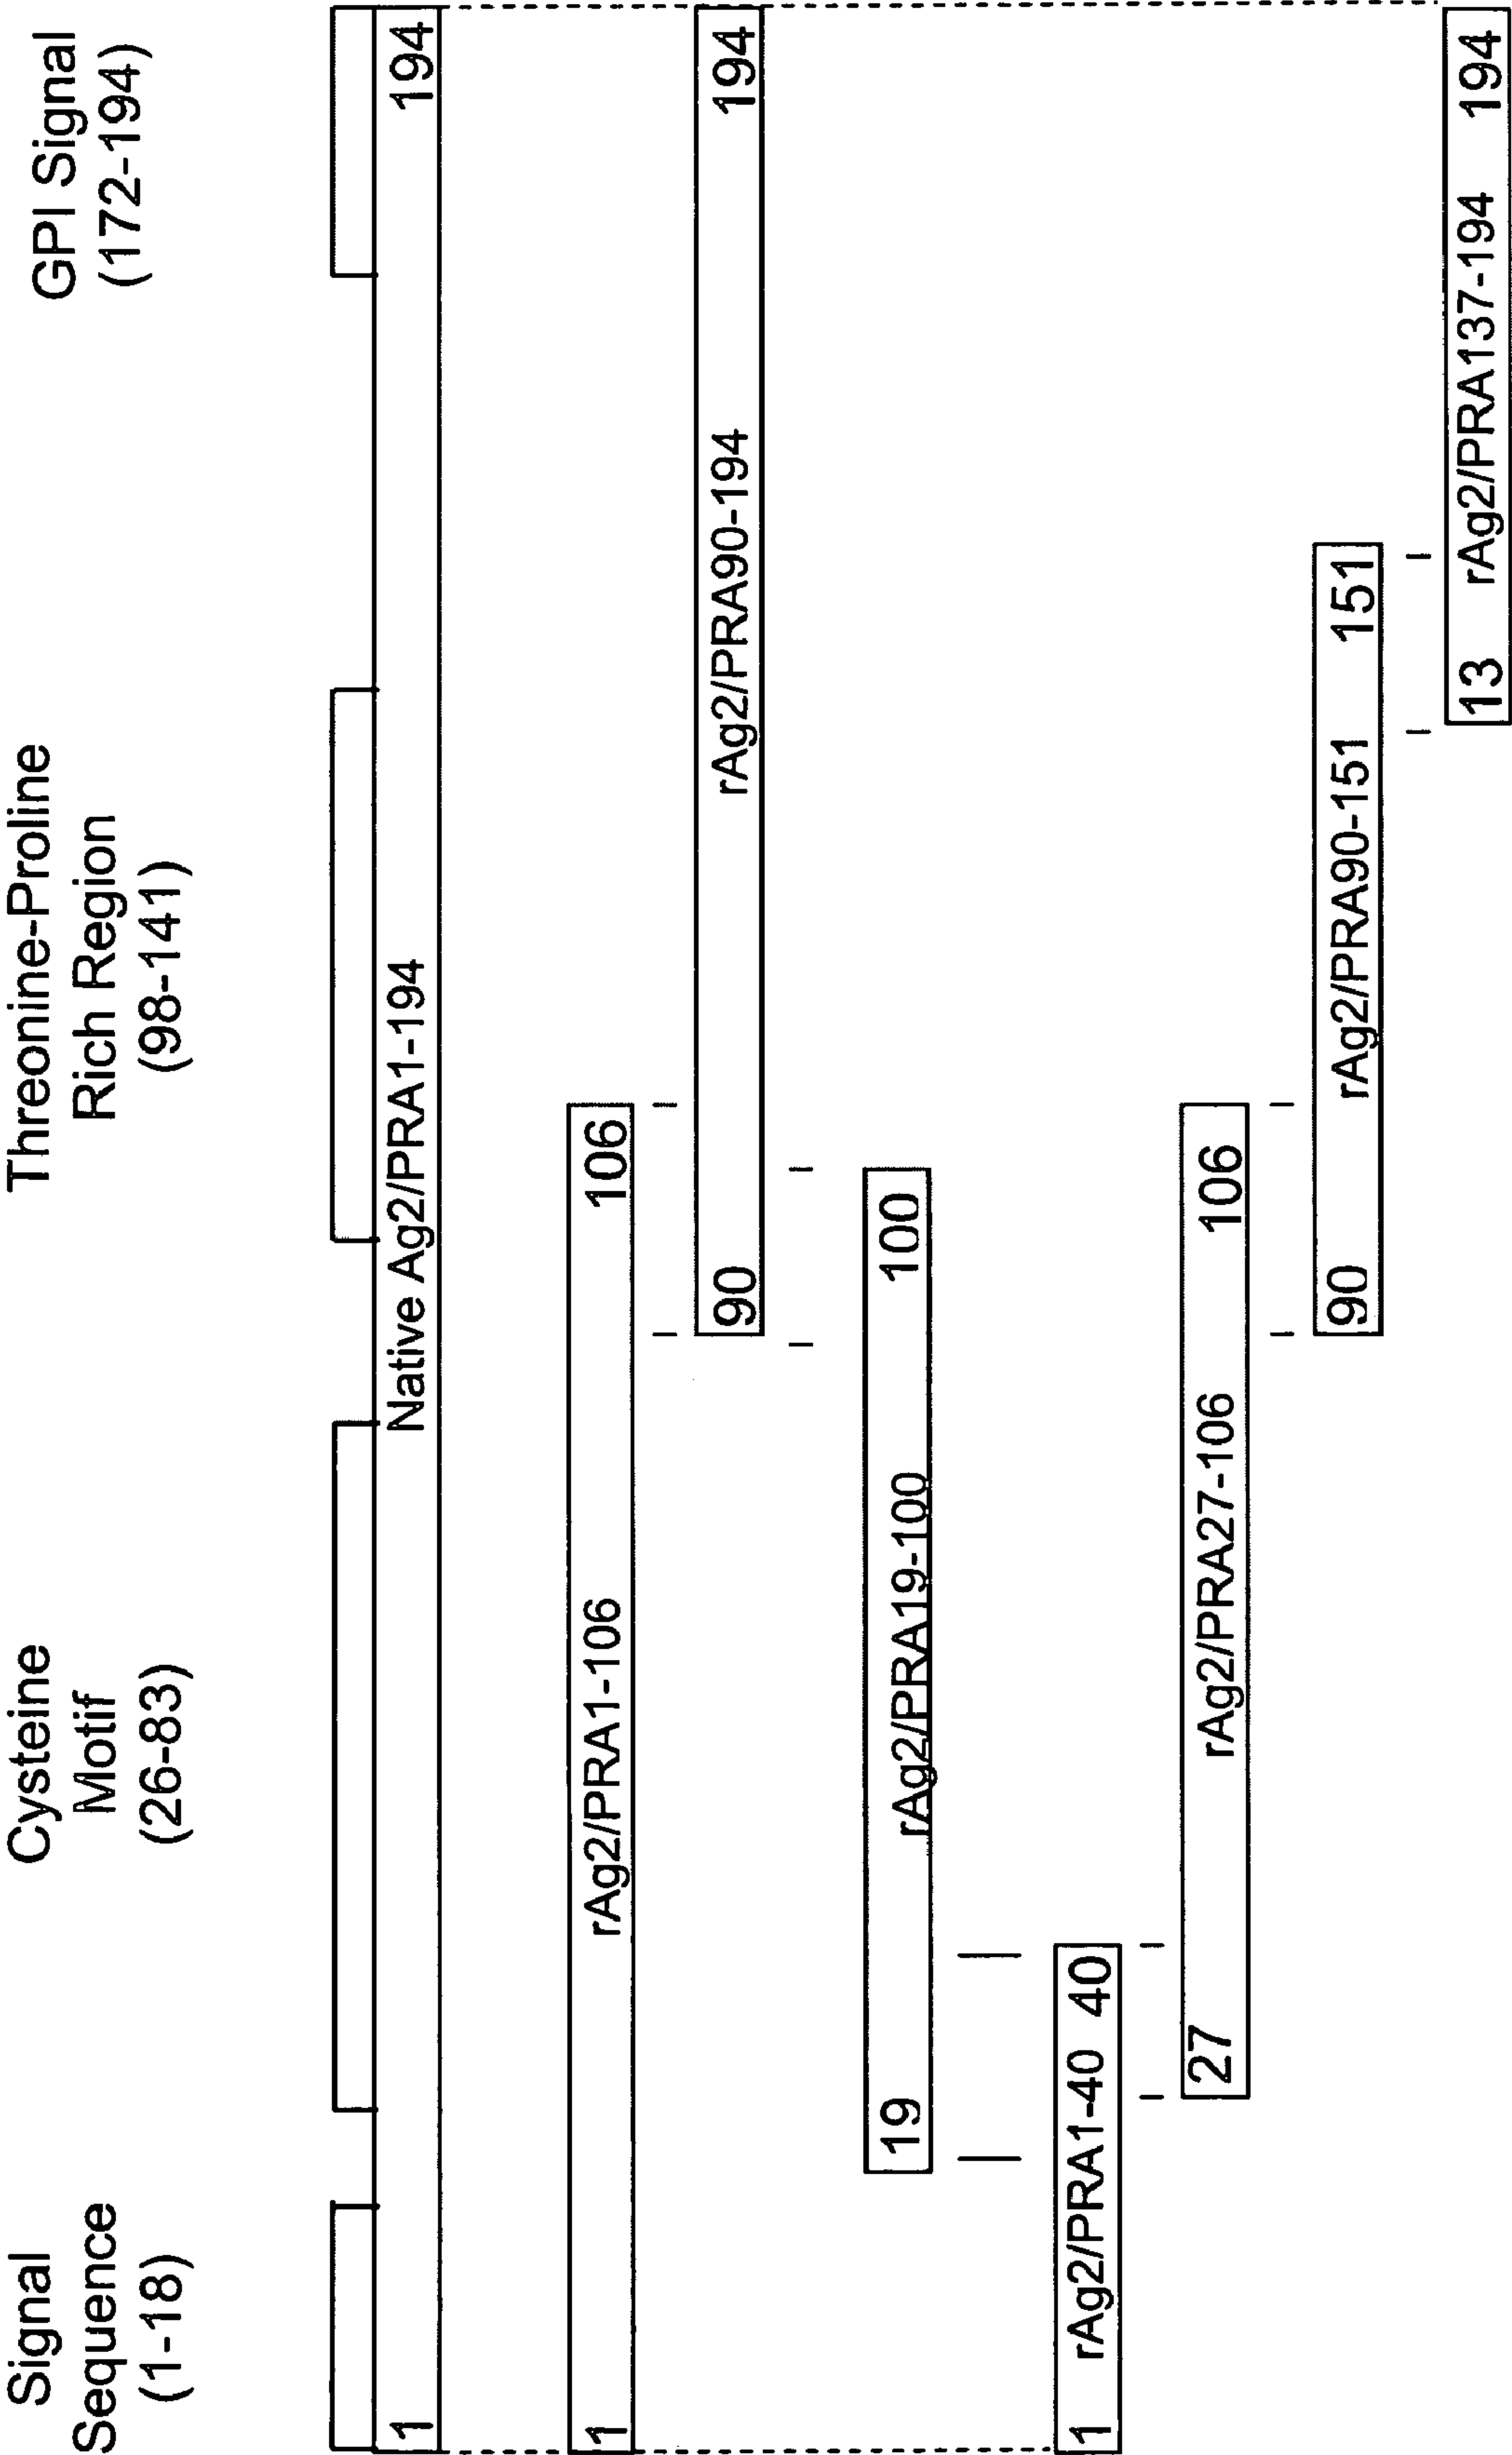 Signal
Sequence
(1-18)
Cysteine
Motif
(26-83)
Threonine-Proline
Rich Region
(98-141)
GPI Signal
(172-194)
1 Native Ag2/PRA1-194 194
1 rAg2/PRA1-106 106
90 rAg2/PRA90-194 194
19 rAg2/PRA19-100 100
1 rAg2/PRA1-40 40
27 rAg2/PRA27-106 106
90 rAg2/PRA90-151 151
13 rAg2/PRA137-194 194